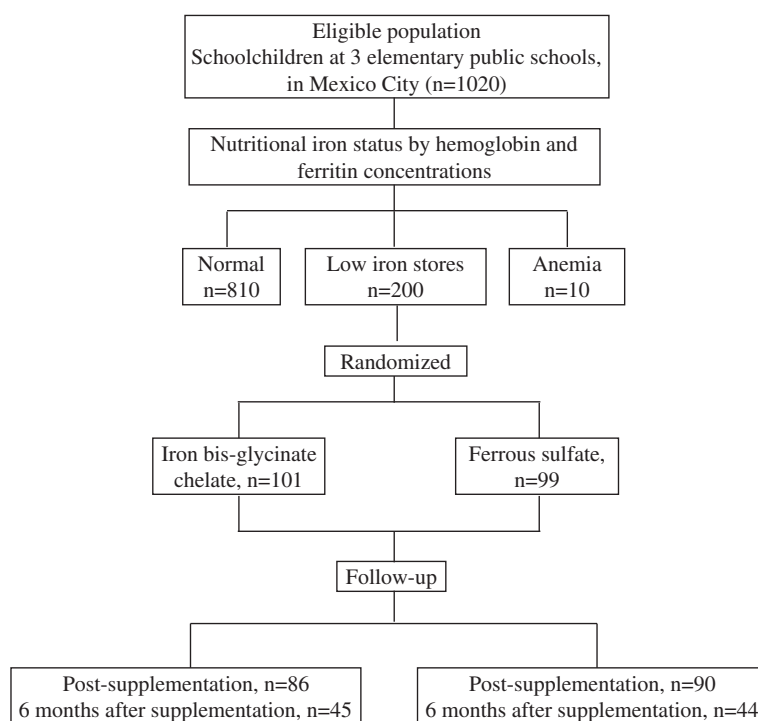 Eligible population
Schoolchildren at 3 elementary public schools,
in Mexico City (n=1020)
Nutritional iron status by hemoglobin and
ferritin concentrations
Normal
n=810
Low iron stores
n=200
Anemia
n=10
Randomized
Iron bis-glycinate
chelate, n=101
Ferrous sulfate,
n=99
Follow-up
Post-supplementation, n=86
6 months after supplementation, n=45
Post-supplementation, n=90
6 months after supplementation, n=44